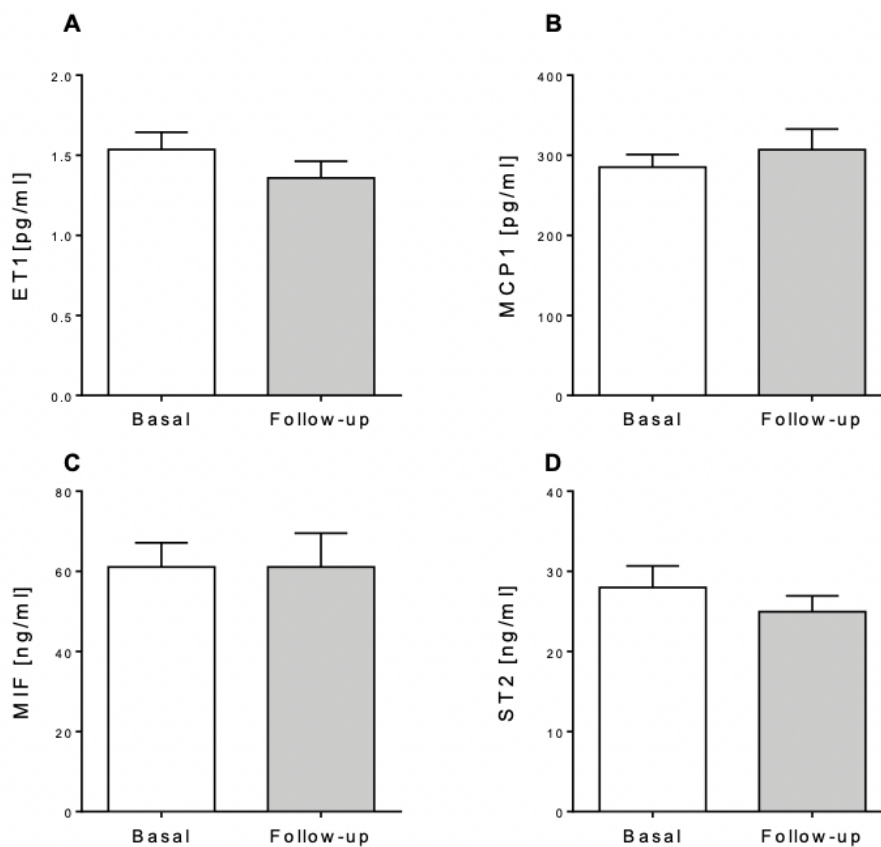 A
ET1[pg/ml]
2.0
1.5
1.0
0.5
0.0
Basal Follow-up
B
MCP1 [pg/ml]
400
300
200
100
0
Basal Follow-up
C
MIF [ng/ml]
80
60
40
20
0
Basal Follow-up
D
ST2 [ng/ml]
40
30
20
10
0
Basal Follow-up